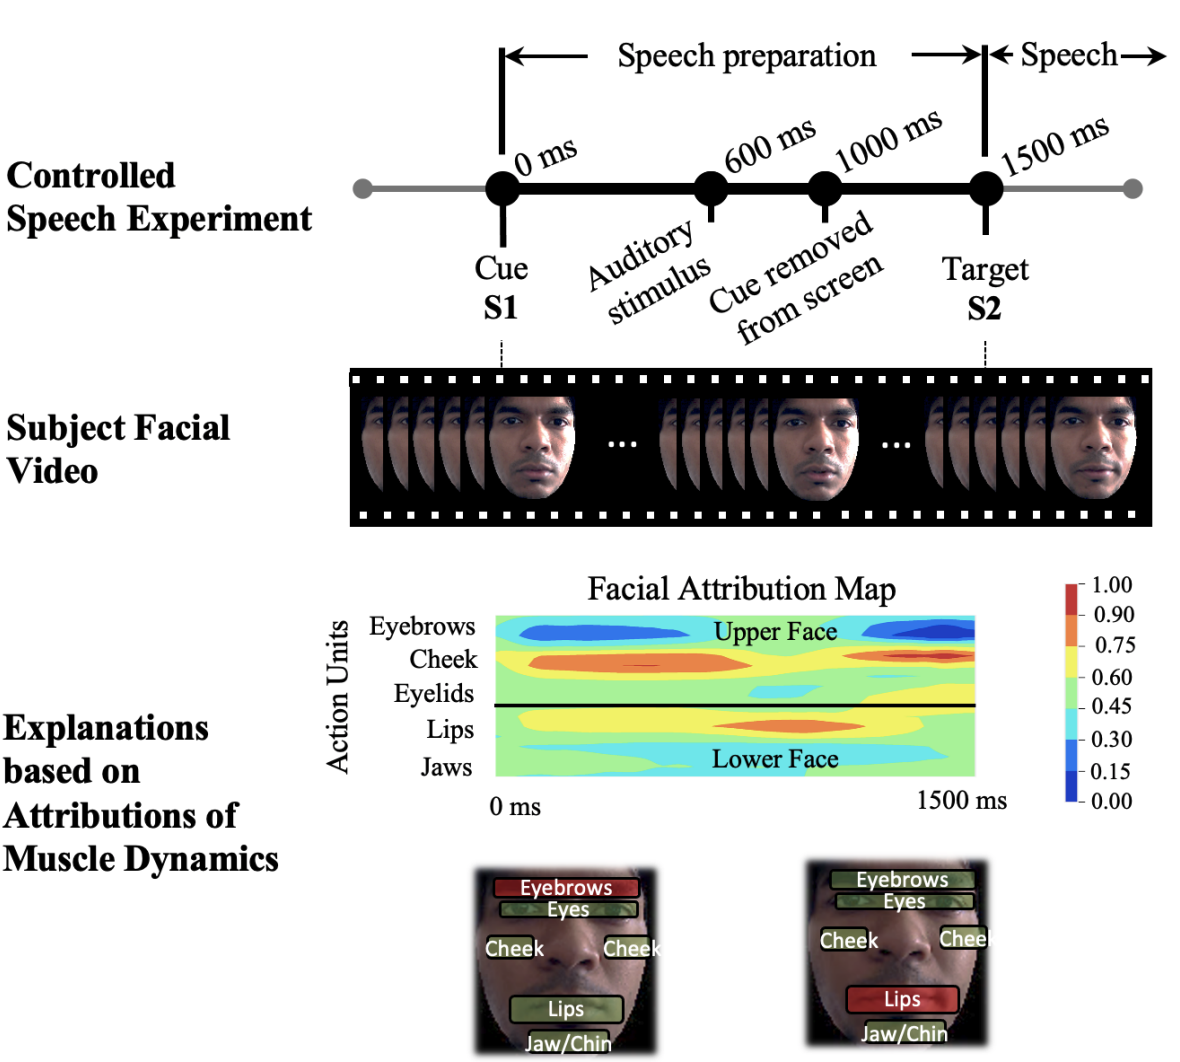 Speech preparation
Speech
0 ms
600 ms
1000 ms
1500 ms
Controlled
Speech Experiment
Cue
S1
Auditory
stimulus
Cue removed
from screen
Target
S2
Subject Facial
Video
...
...
Facial Attribution Map
Action Units
Eyebrows
Cheek
Eyelids
Lips
Jaws
Upper Face
Lower Face
0 ms
1500 ms
1.00
0.90
0.75
0.60
0.45
0.30
0.15
0.00
Explanations
based on
Attributions of
Muscle Dynamics
Eyebrows
Eyes
Cheek
Cheek
Lips
Jaw/Chin
Eyebrows
Eyes
Cheek
Chee
Lips
Jaw/Chin